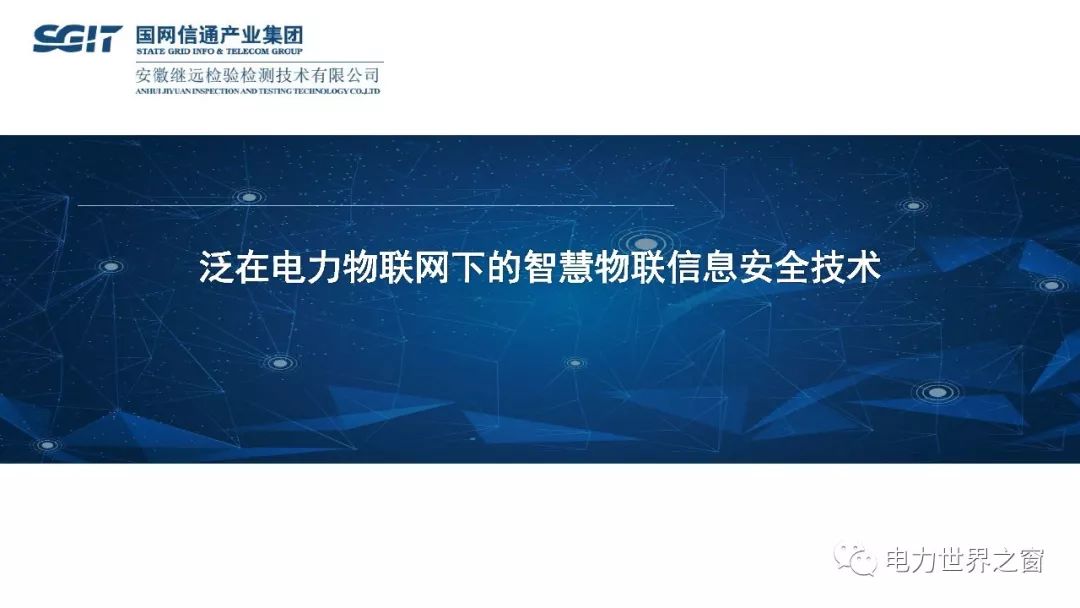 SGIT
国网信通产业集团
STATE GRID INFO & TELECOM GROUP
安徽继远检验检测技术有限公司
ANHUI JIYUAN INSPECTION AND TESTING TECHNOLOGY CO.,LTD
泛在电力物联网下的智慧物联信息安全技术
电力世界之窗